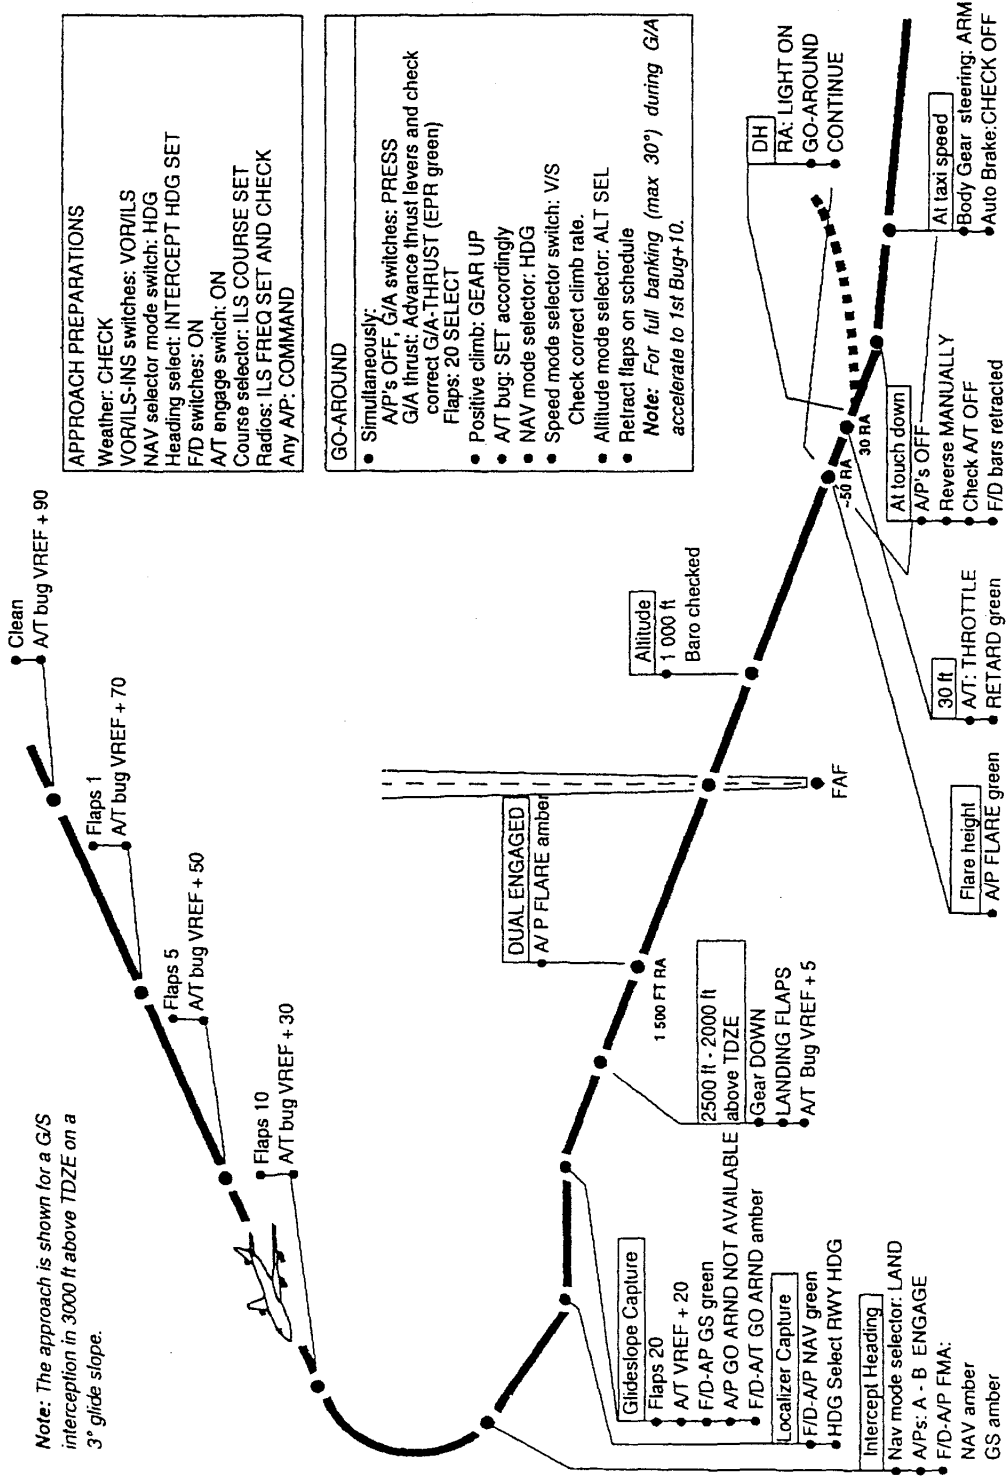 Note: The approach is shown for a G/S
interception in 3000 ft above TDZE on a
3° glide slope.
Clean
A/T bug VREF + 90
Flaps 1
A/T bug VREF + 70
Flaps 5
A/T bug VREF + 50
Flaps 10
A/T bug VREF + 30
APPROACH PREPARATIONS
Weather: CHECK
VOR/ILS-INS switches: VOR/ILS
NAV selector mode switch: HDG
Heading select: INTERCEPT HDG SET
F/D switches: ON
A/T engage switch: ON
Course selector: ILS COURSE SET
Radios: ILS FREQ SET AND CHECK
Any A/P: COMMAND
GO-AROUND
• Simultaneously:
A/P's OFF, G/A switches: PRESS
G/A thrust: Advance thrust levers and check
correct G/A-THRUST (EPR green)
Flaps: 20 SELECT
• Positive climb: GEAR UP
• A/T bug: SET accordingly
• NAV mode selector: HDG
• Speed mode selector switch: V/S
Check correct climb rate.
• Altitude mode selector: ALT SEL
• Retract flaps on schedule
Note: For full banking (max 30°) during G/A
accelerate to 1st Bug+10.
Intercept Heading
Nav mode selector: LAND
A/Ps: A - B ENGAGE
F/D-A/P FMA:
NAV amber
GS amber
Localizer Capture
F/D-A/P NAV green
HDG Select RWY HDG
Glideslope Capture
Flaps 20
A/T VREF + 20
F/D-AP GS green
A/P GO ARND NOT AVAILABLE
F/D-A/T GO ARND amber
2500 ft - 2000 ft
above TDZE
Gear DOWN
LANDING FLAPS
A/T Bug VREF + 5
1 500 FT RA
DUAL ENGAGED
A/ P FLARE amber
FAF
Altitude
1 000 ft
Baro checked
Flare height
A/P FLARE green
30 ft
A/T: THROTTLE
RETARD green
~50 RA
30 RA
DH
RA: LIGHT ON
GO-AROUND
CONTINUE
At touch down
A/P's OFF
Reverse MANUALLY
Check A/T OFF
F/D bars retracted
At taxi speed
Body Gear steering: ARM
Auto Brake:CHECK OFF